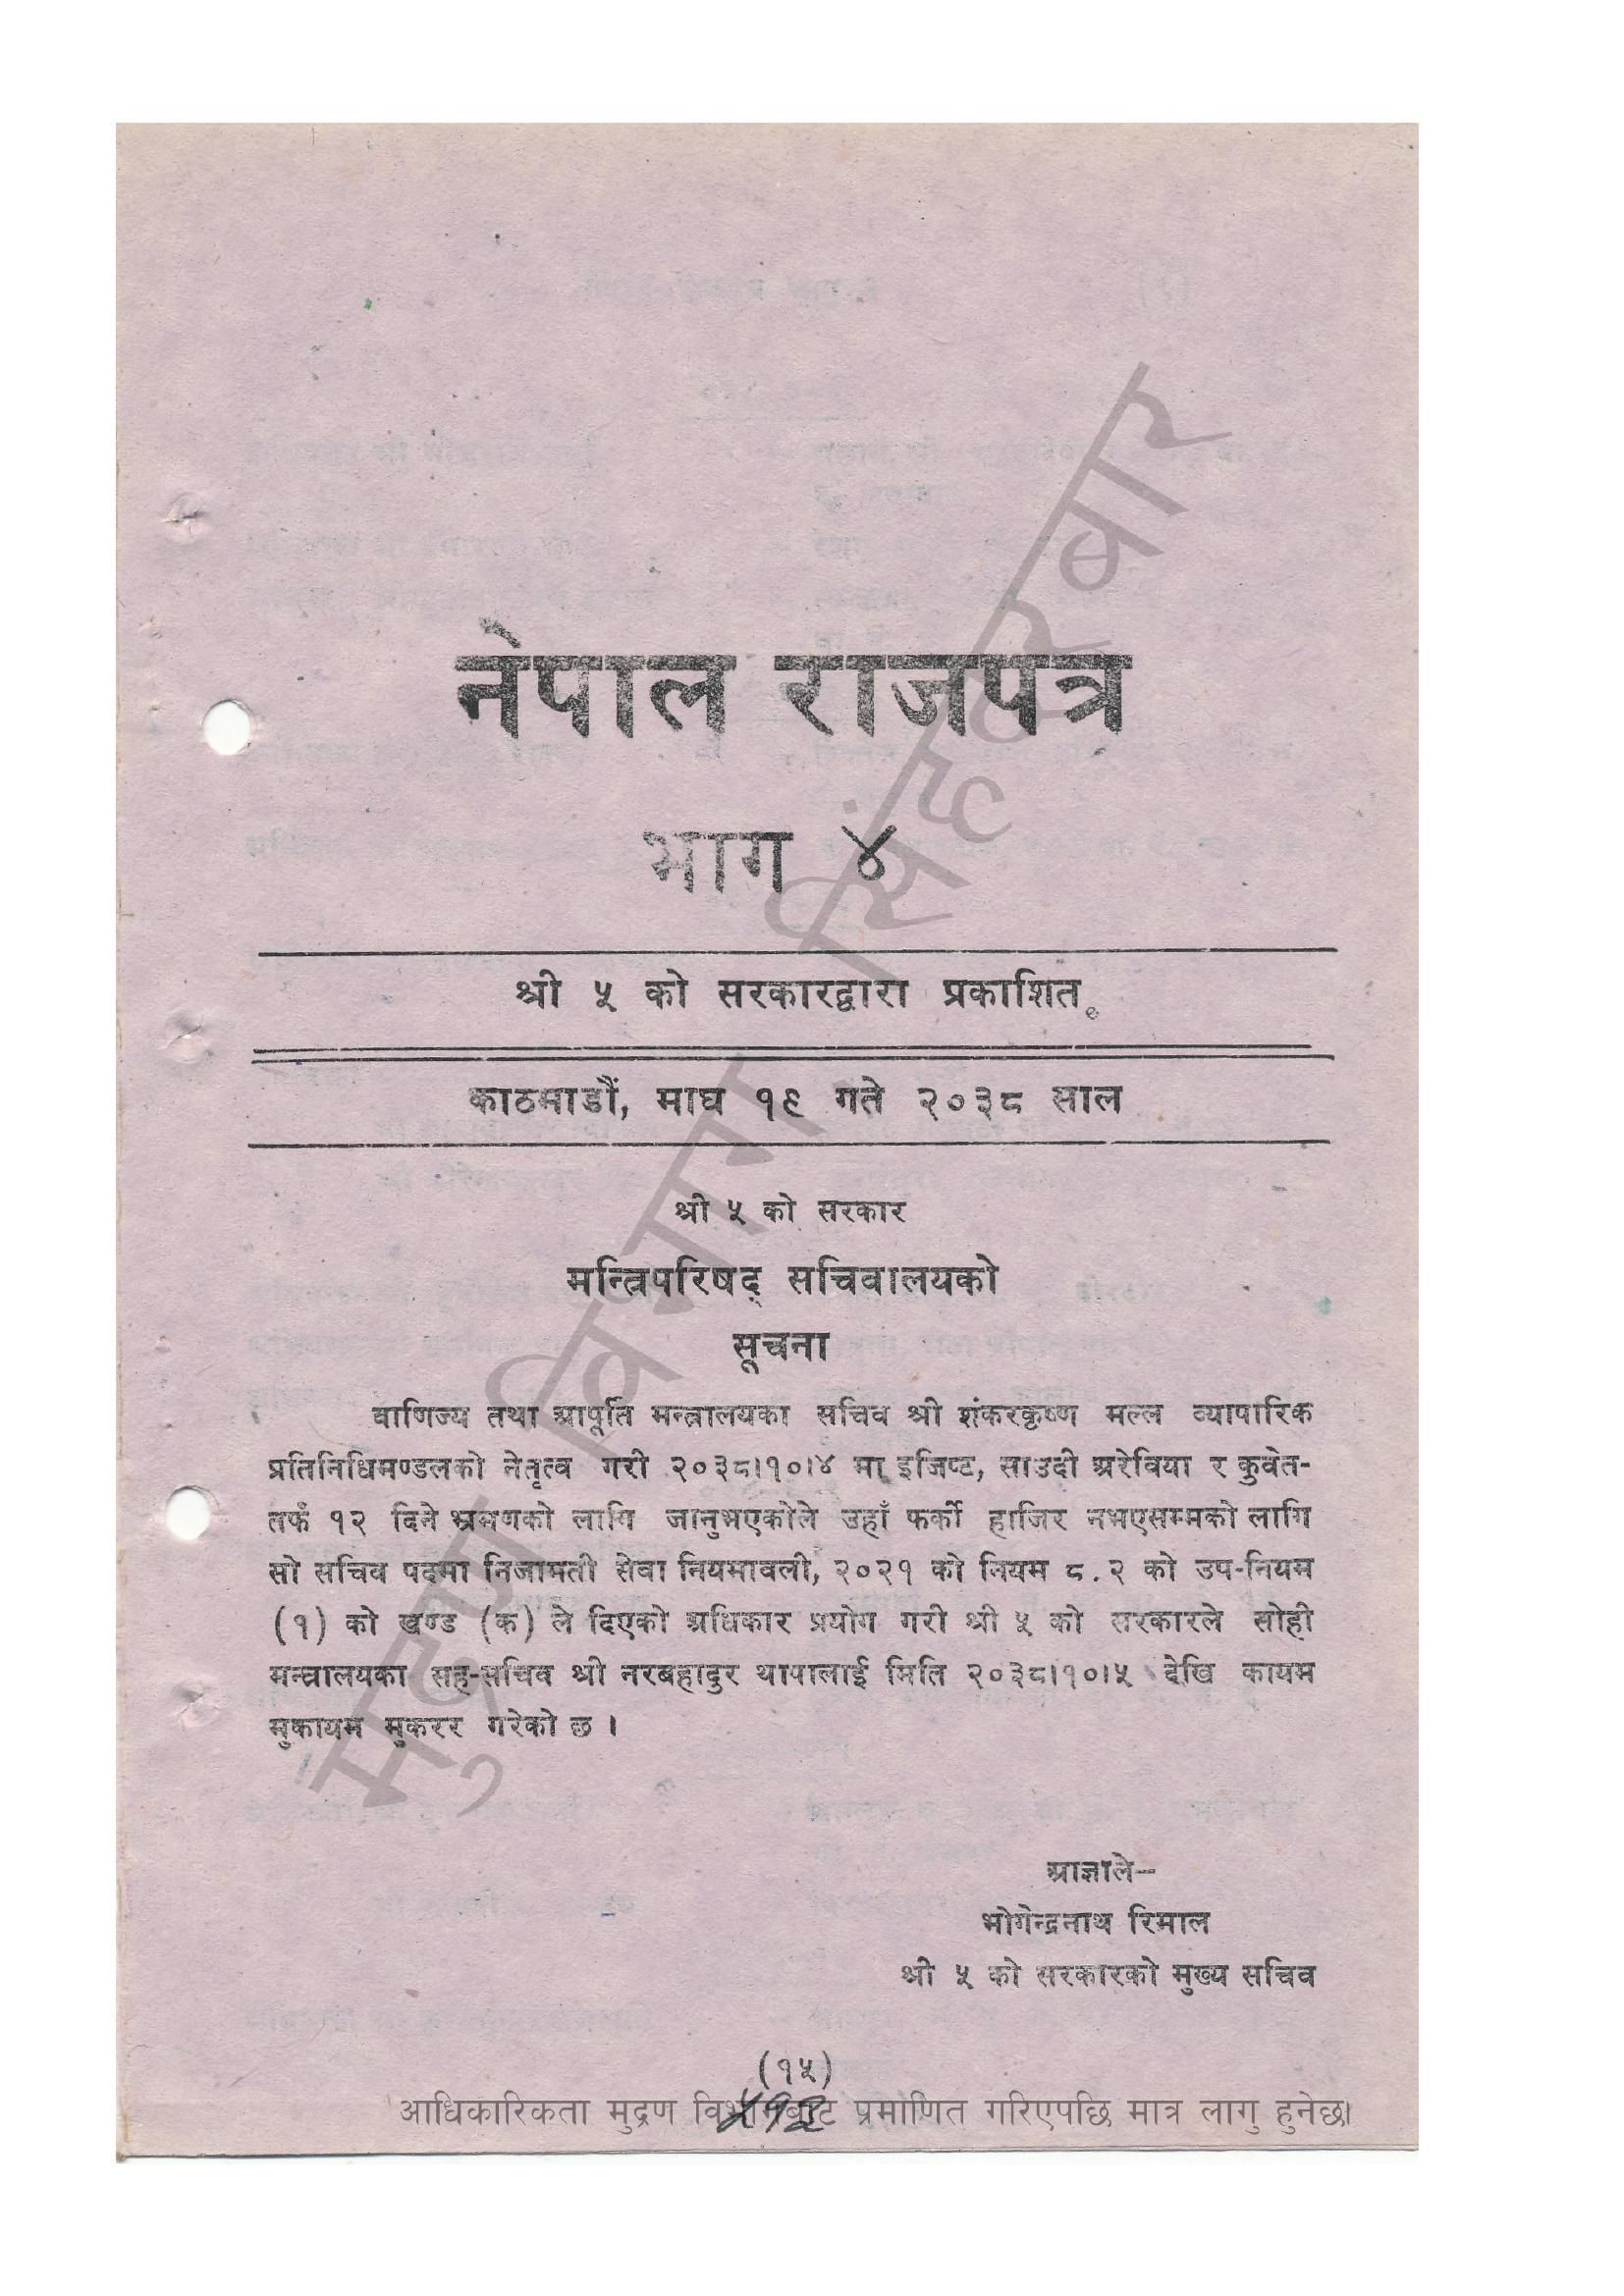 नेपाल राजपत्र
भाग ४
श्री ५ को सरकारद्वारा प्रकाशित
काठमाडौं, माघ १९ गते २०३८ साल
श्री ५ को सरकार
मन्त्रिपरिषद् सचिवालयको
सूचना
वाणिज्य तथा आपूर्ति मन्त्रालयका सचिव श्री शंकरकृष्ण मल्ल व्यापारिक
प्रतिनिधिमण्डलको नेतृत्व गरी २०३८।१०।४ मा इजिप्ट, साउदी अरेविया र कुवेत-
तर्फ १२ दिने भ्रमणको लागि जानुभएकोले उहाँ फर्की हाजिर नभएसम्मको लागि
सो सचिव पदमा निजामती सेवा नियमावली, २०२१ को नियम ८.२ को उप-नियम
(१) को खण्ड (क) ले दिएको अधिकार प्रयोग गरी श्री ५ को सरकारले सोही
मन्त्रालयका सह-सचिव श्री नरबहादुर थापालाई मिति २०३८।१०।५ देखि कायम
मुकायम मुकरर गरेको छ ।
आज्ञाले—
भोगेन्द्रनाथ रिमाल
श्री ५ को सरकारको मुख्य सचिव
(१५)
आधिकारिकता मुद्रण विभागबाट प्रमाणित गरिएपछि मात्र लागु हुनेछ।
मुद्रण विभाग, सिंहदरबार